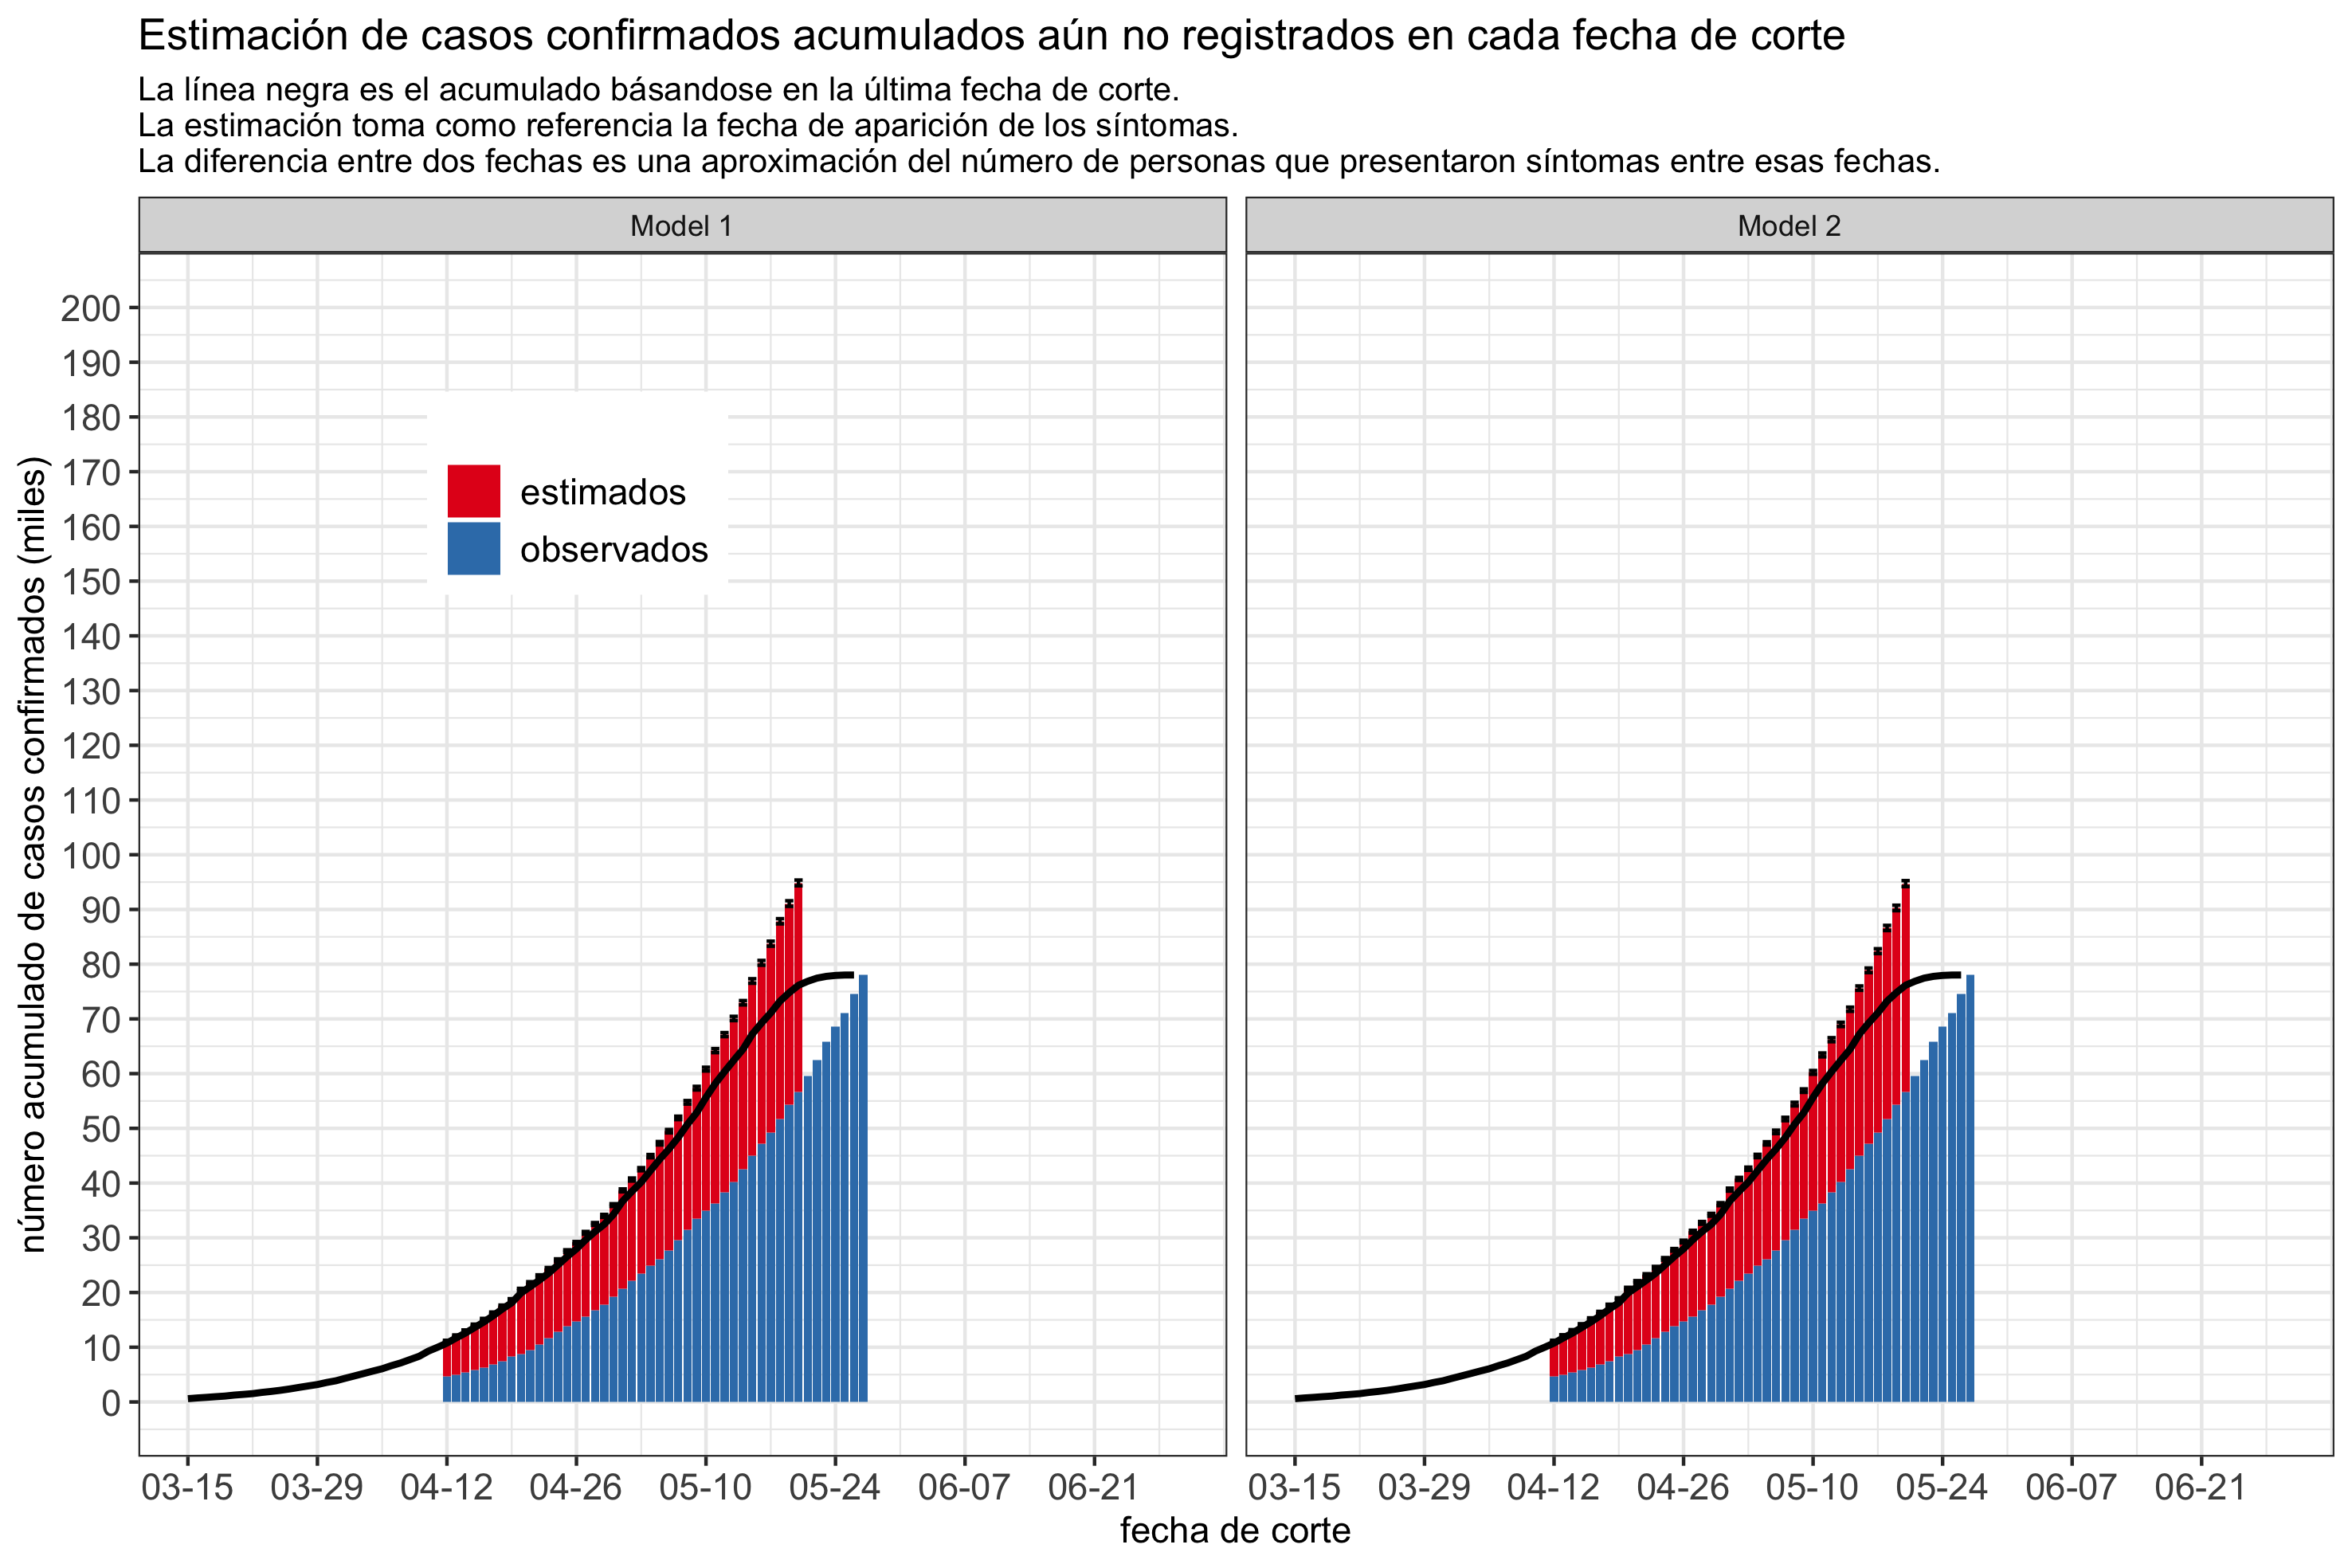 Estimación de casos confirmados acumulados aún no registrados en cada fecha de corte
La línea negra es el acumulado básandose en la última fecha de corte.
La estimación toma como referencia la fecha de aparición de los síntomas.
La diferencia entre dos fechas es una aproximación del número de personas que presentaron síntomas entre esas fechas.
Model 1
Model 2
número acumulado de casos confirmados (miles)
200
190
180
170
160
150
140
130
120
110
100
90
80
70
60
50
40
30
20
10
0
estimados
observados
03-15 03-29 04-12 04-26 05-10 05-24 06-07 06-21
03-15 03-29 04-12 04-26 05-10 05-24 06-07 06-21
fecha de corte